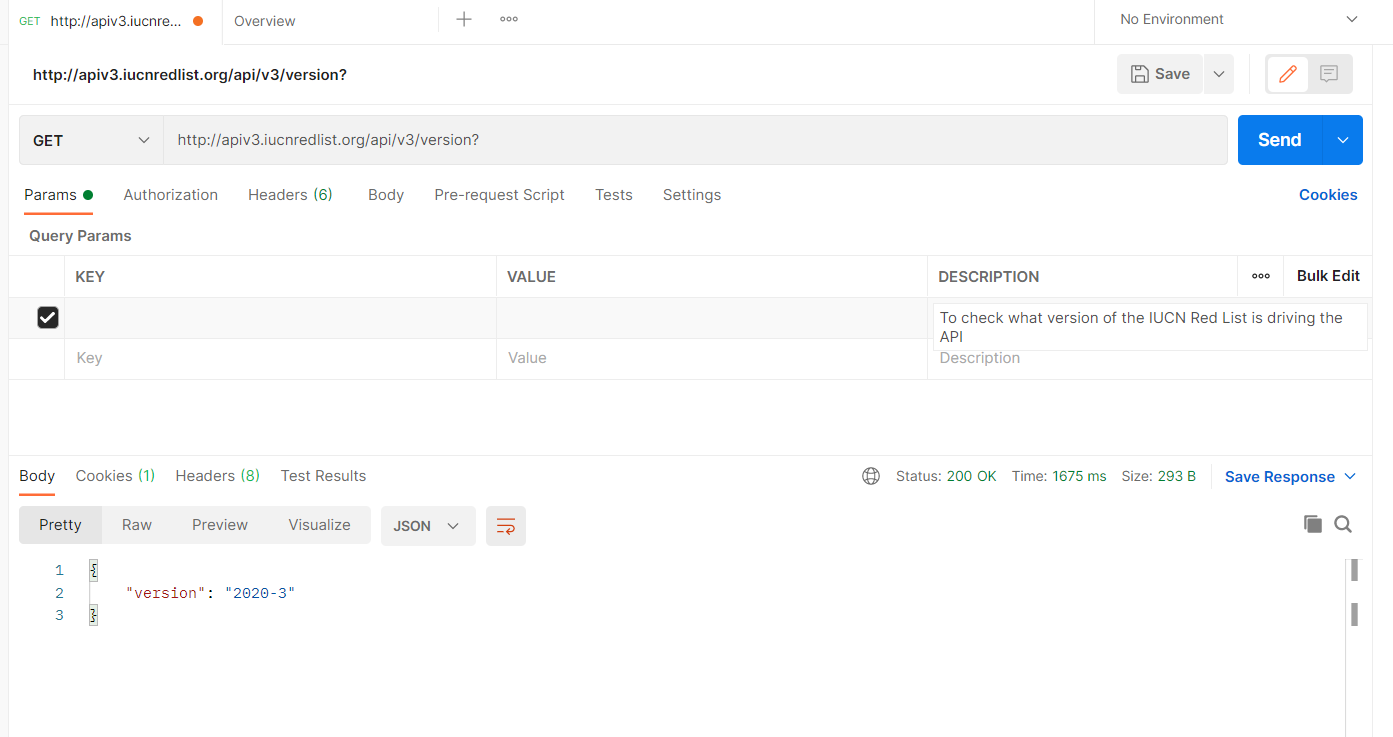 GET http://apiv3.iucnre... Overview No Environment
http://apiv3.iucnredlist.org/api/v3/version? Save
GET http://apiv3.iucnredlist.org/api/v3/version? Send
Params Authorization Headers (6) Body Pre-request Script Tests Settings Cookies
Query Params
KEY VALUE DESCRIPTION Bulk Edit
To check what version of the IUCN Red List is driving the
API
Key Value Description
Body Cookies (1) Headers (8) Test Results Status: 200 OK Time: 1675 ms Size: 293 B Save Response
Pretty Raw Preview Visualize JSON
1 {
2 "version": "2020-3"
3 }